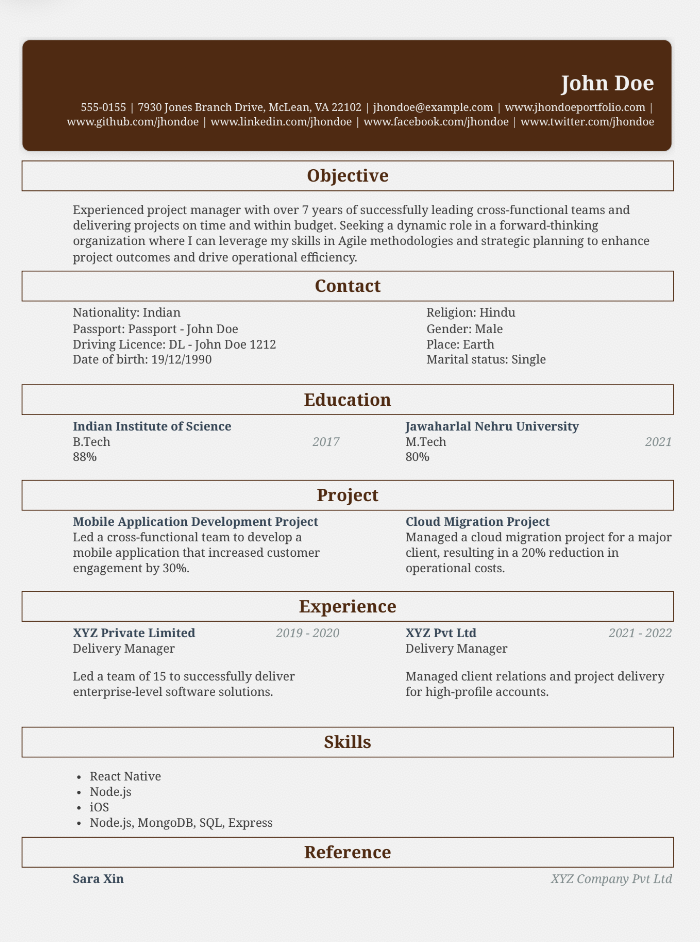 John Doe
555-0155 | 7930 Jones Branch Drive, McLean, VA 22102 | jhondoe@example.com | www.jhondoeportfolio.com |
www.github.com/jhondoe | www.linkedin.com/jhondoe | www.facebook.com/jhondoe | www.twitter.com/jhondoe
Objective
Experienced project manager with over 7 years of successfully leading cross-functional teams and
delivering projects on time and within budget. Seeking a dynamic role in a forward-thinking
organization where I can leverage my skills in Agile methodologies and strategic planning to enhance
project outcomes and drive operational efficiency.
Contact
Nationality: Indian
Passport: Passport - John Doe
Driving Licence: DL - John Doe 1212
Date of birth: 19/12/1990
Religion: Hindu
Gender: Male
Place: Earth
Marital status: Single
Education
Indian Institute of Science
B.Tech 2017
88%
Jawaharlal Nehru University
M.Tech 2021
80%
Project
Mobile Application Development Project
Led a cross-functional team to develop a
mobile application that increased customer
engagement by 30%.
Cloud Migration Project
Managed a cloud migration project for a major
client, resulting in a 20% reduction in
operational costs.
Experience
XYZ Private Limited 2019 - 2020
Delivery Manager
Led a team of 15 to successfully deliver
enterprise-level software solutions.
XYZ Pvt Ltd 2021 - 2022
Delivery Manager
Managed client relations and project delivery
for high-profile accounts.
Skills
• React Native
• Node.js
• iOS
• Node.js, MongoDB, SQL, Express
Reference
Sara Xin XYZ Company Pvt Ltd